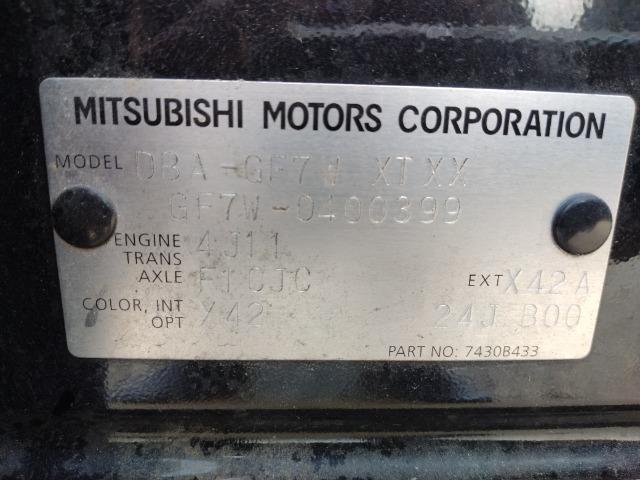 MITSUBISHI MOTORS CORPORATION
MODEL DBA-GF7W XTXX
GF7W-0400399
ENGINE 4J11
TRANS
AXLE F1CJC EXT X42A
COLOR, INT Y42 24J B00
OPT
PART NO: 7430B433